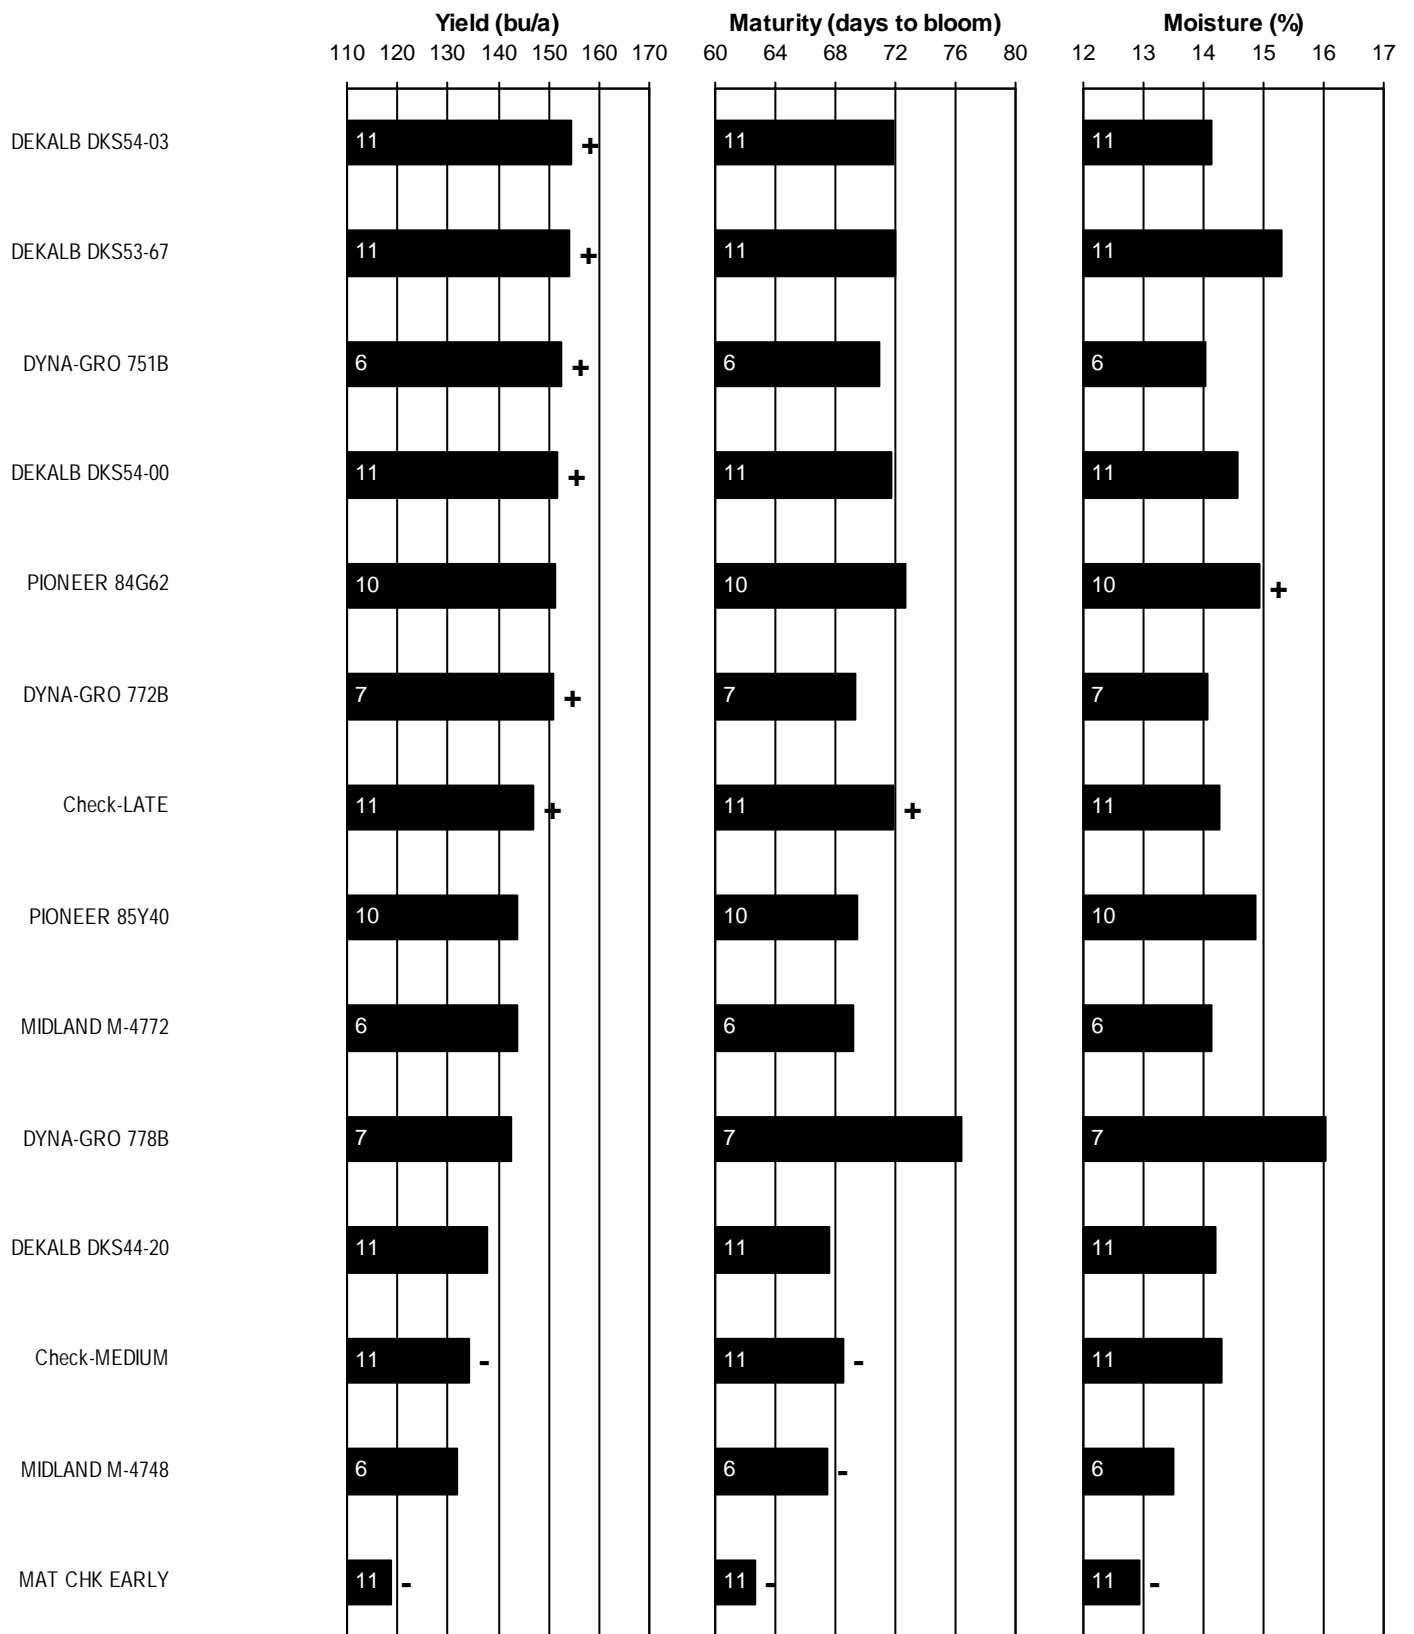 Yield (bu/a) Maturity (days to bloom) Moisture (%)
110 120 130 140 150 160 170 60 64 68 72 76 80 12 13 14 15 16 17
DEKALB DKS54-03 11 + 11 11
DEKALB DKS53-67 11 + 11 11
DYNA-GRO 751B 6 + 6 6
DEKALB DKS54-00 11 + 11 11
PIONEER 84G62 10 10 10 +
DYNA-GRO 772B 7 + 7 7
Check-LATE 11 + 11 + 11
PIONEER 85Y40 10 10 10
MIDLAND M-4772 6 6 6
DYNA-GRO 778B 7 7 7
DEKALB DKS44-20 11 11 11
Check-MEDIUM 11 - 11 - 11
MIDLAND M-4748 6 6 - 6
MAT CHK EARLY 11 - 11 - 11 -